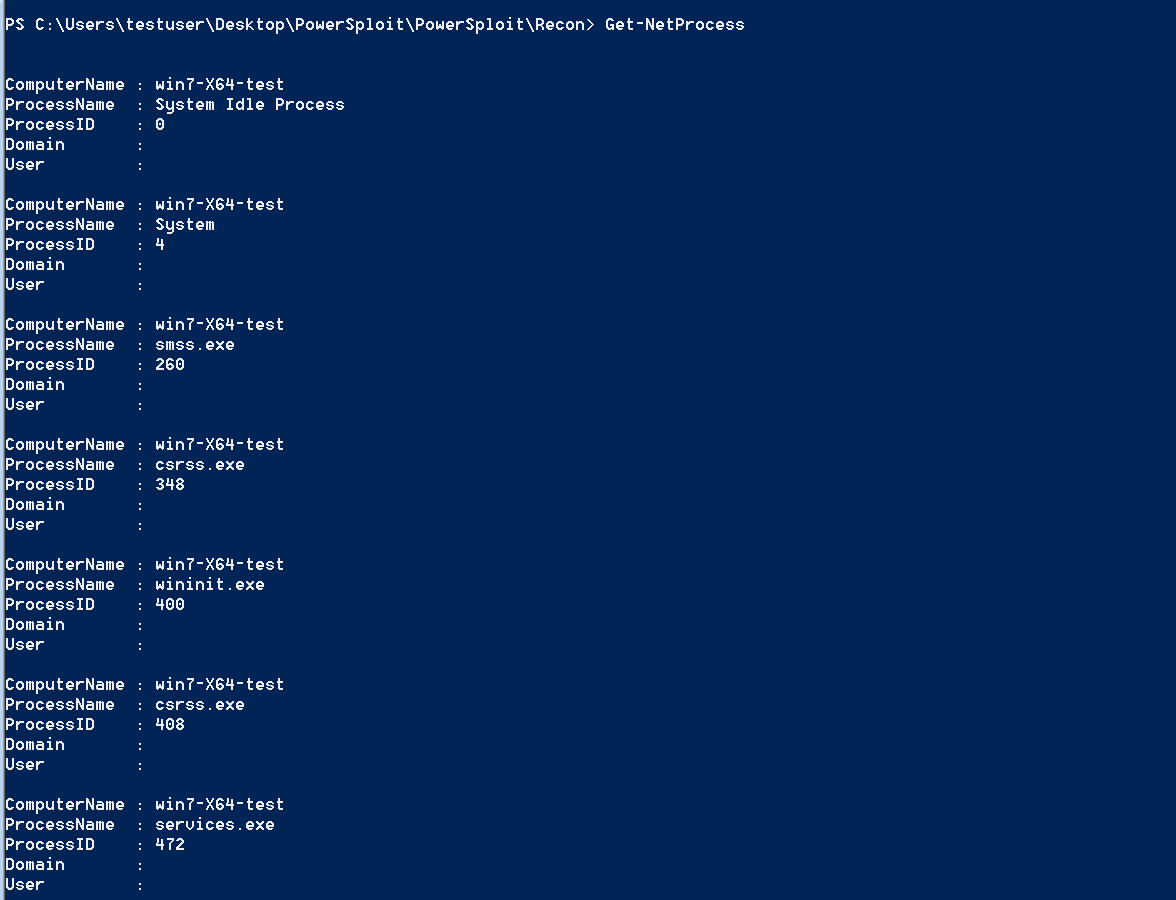 PS C:\Users\testuser\Desktop\PowerSploit\PowerSploit\Recon> Get-NetProcess
ComputerName : win7-X64-test
ProcessName  : System Idle Process
ProcessID    : 0
Domain       :
User         :
ComputerName : win7-X64-test
ProcessName  : System
ProcessID    : 4
Domain       :
User         :
ComputerName : win7-X64-test
ProcessName  : smss.exe
ProcessID    : 260
Domain       :
User         :
ComputerName : win7-X64-test
ProcessName  : csrss.exe
ProcessID    : 348
Domain       :
User         :
ComputerName : win7-X64-test
ProcessName  : wininit.exe
ProcessID    : 400
Domain       :
User         :
ComputerName : win7-X64-test
ProcessName  : csrss.exe
ProcessID    : 408
Domain       :
User         :
ComputerName : win7-X64-test
ProcessName  : services.exe
ProcessID    : 472
Domain       :
User         :